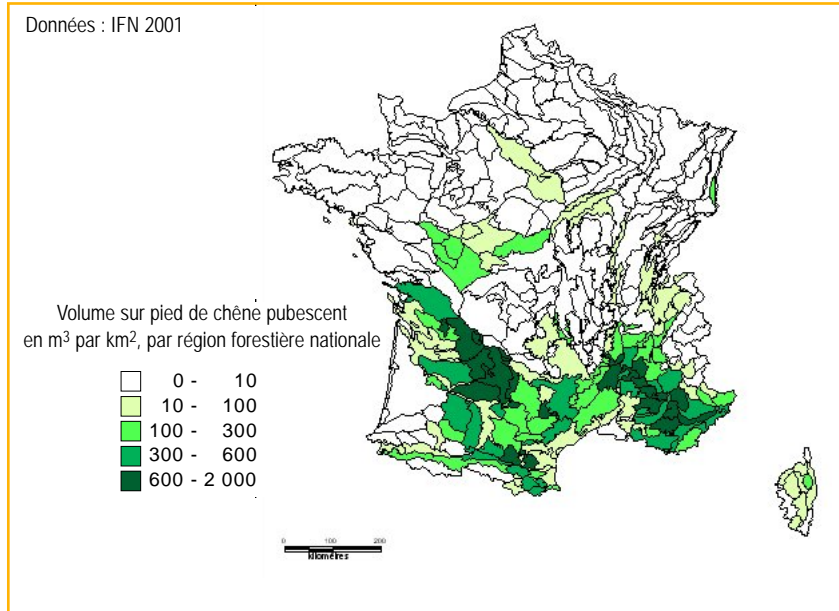 Données : IFN 2001
Volume sur pied de chêne pubescent
en m³ par km², par région forestière nationale
0 - 10
10 - 100
100 - 300
300 - 600
600 - 2 000
0 100 200
kilomètres